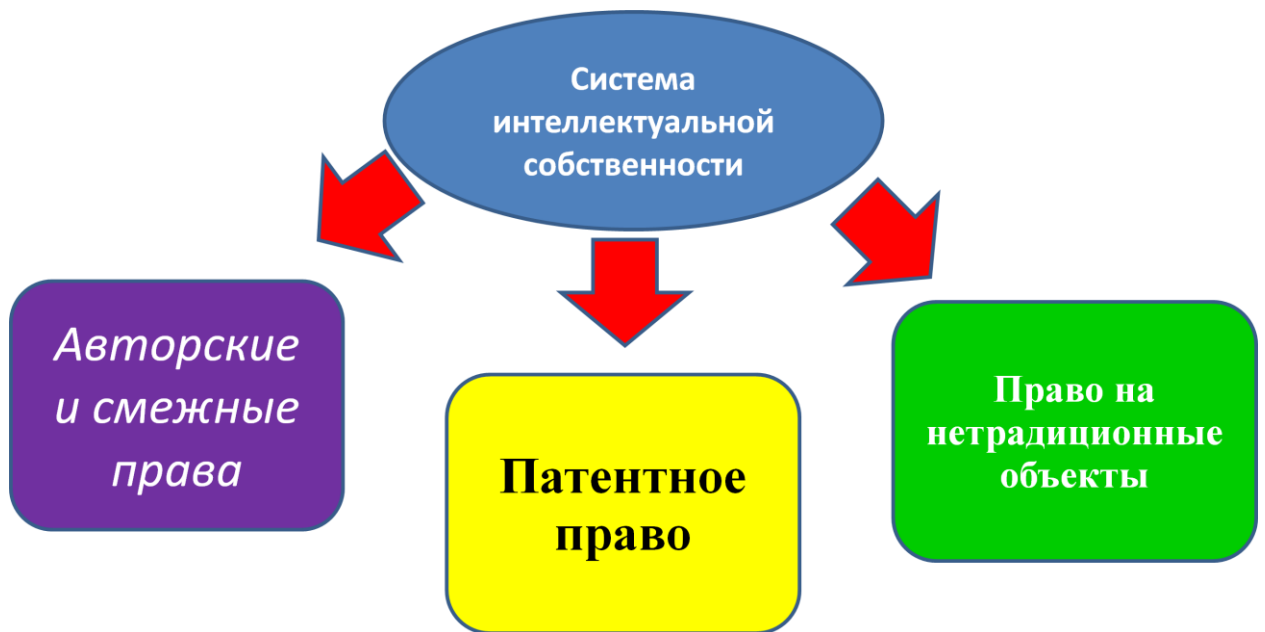 Система
интеллектуальной
собственности
Авторские
и смежные
права
Патентное
право
Право на
нетрадиционные
объекты